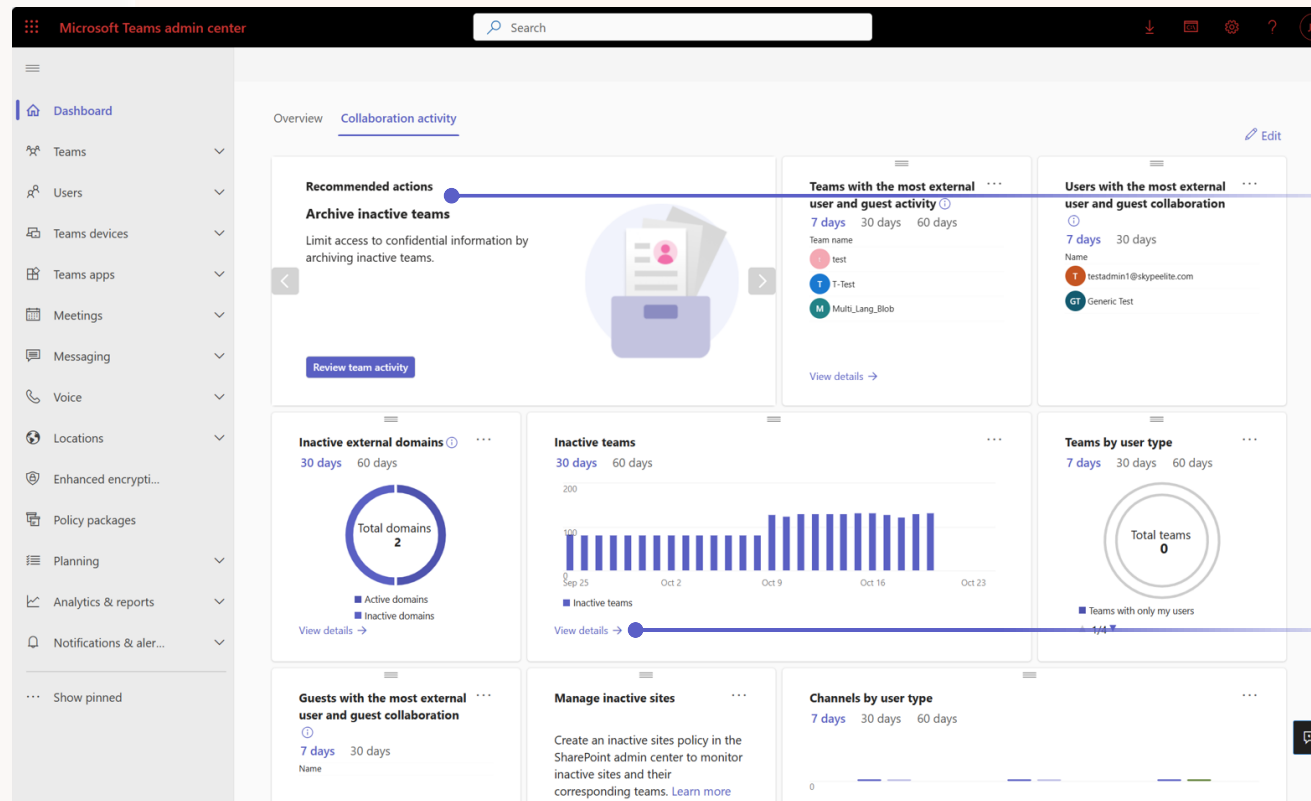 Microsoft Teams admin center
Search
Dashboard
Teams
Users
Teams devices
Teams apps
Meetings
Messaging
Voice
Locations
Enhanced encrypti...
Policy packages
Planning
Analytics & reports
Notifications & aler...
Show pinned
Overview
Collaboration activity
Edit
Recommended actions
Archive inactive teams
Limit access to confidential information by
archiving inactive teams.
Review team activity
Teams with the most external
user and guest activity
7 days 30 days 60 days
Team name
test
T T-Test
M Multi_Lang_Blob
View details
Users with the most external
user and guest collaboration
7 days 30 days
Name
T testadmin1@skypeelite.com
GT Generic Test
Inactive external domains
30 days 60 days
Total domains
2
Active domains
Inactive domains
View details
Inactive teams
30 days 60 days
200
100
0
Sep 25 Oct 2 Oct 9 Oct 16 Oct 23
Inactive teams
View details
Teams by user type
7 days 30 days 60 days
Total teams
0
Teams with only my users
1/4
Guests with the most external
user and guest collaboration
7 days 30 days
Name
Manage inactive sites
Create an inactive sites policy in the
SharePoint admin center to monitor
inactive sites and their
corresponding teams. Learn more
Channels by user type
7 days 30 days 60 days
0